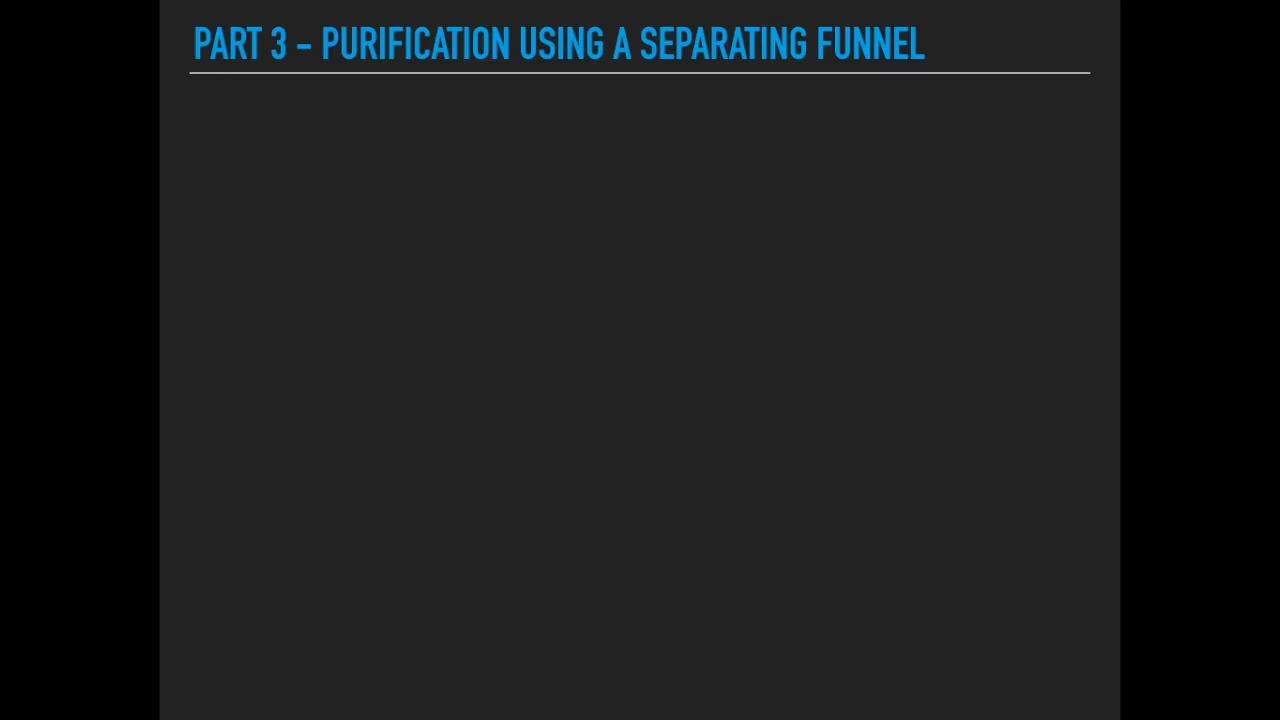 PART 3 – PURIFICATION USING A SEPARATING FUNNEL